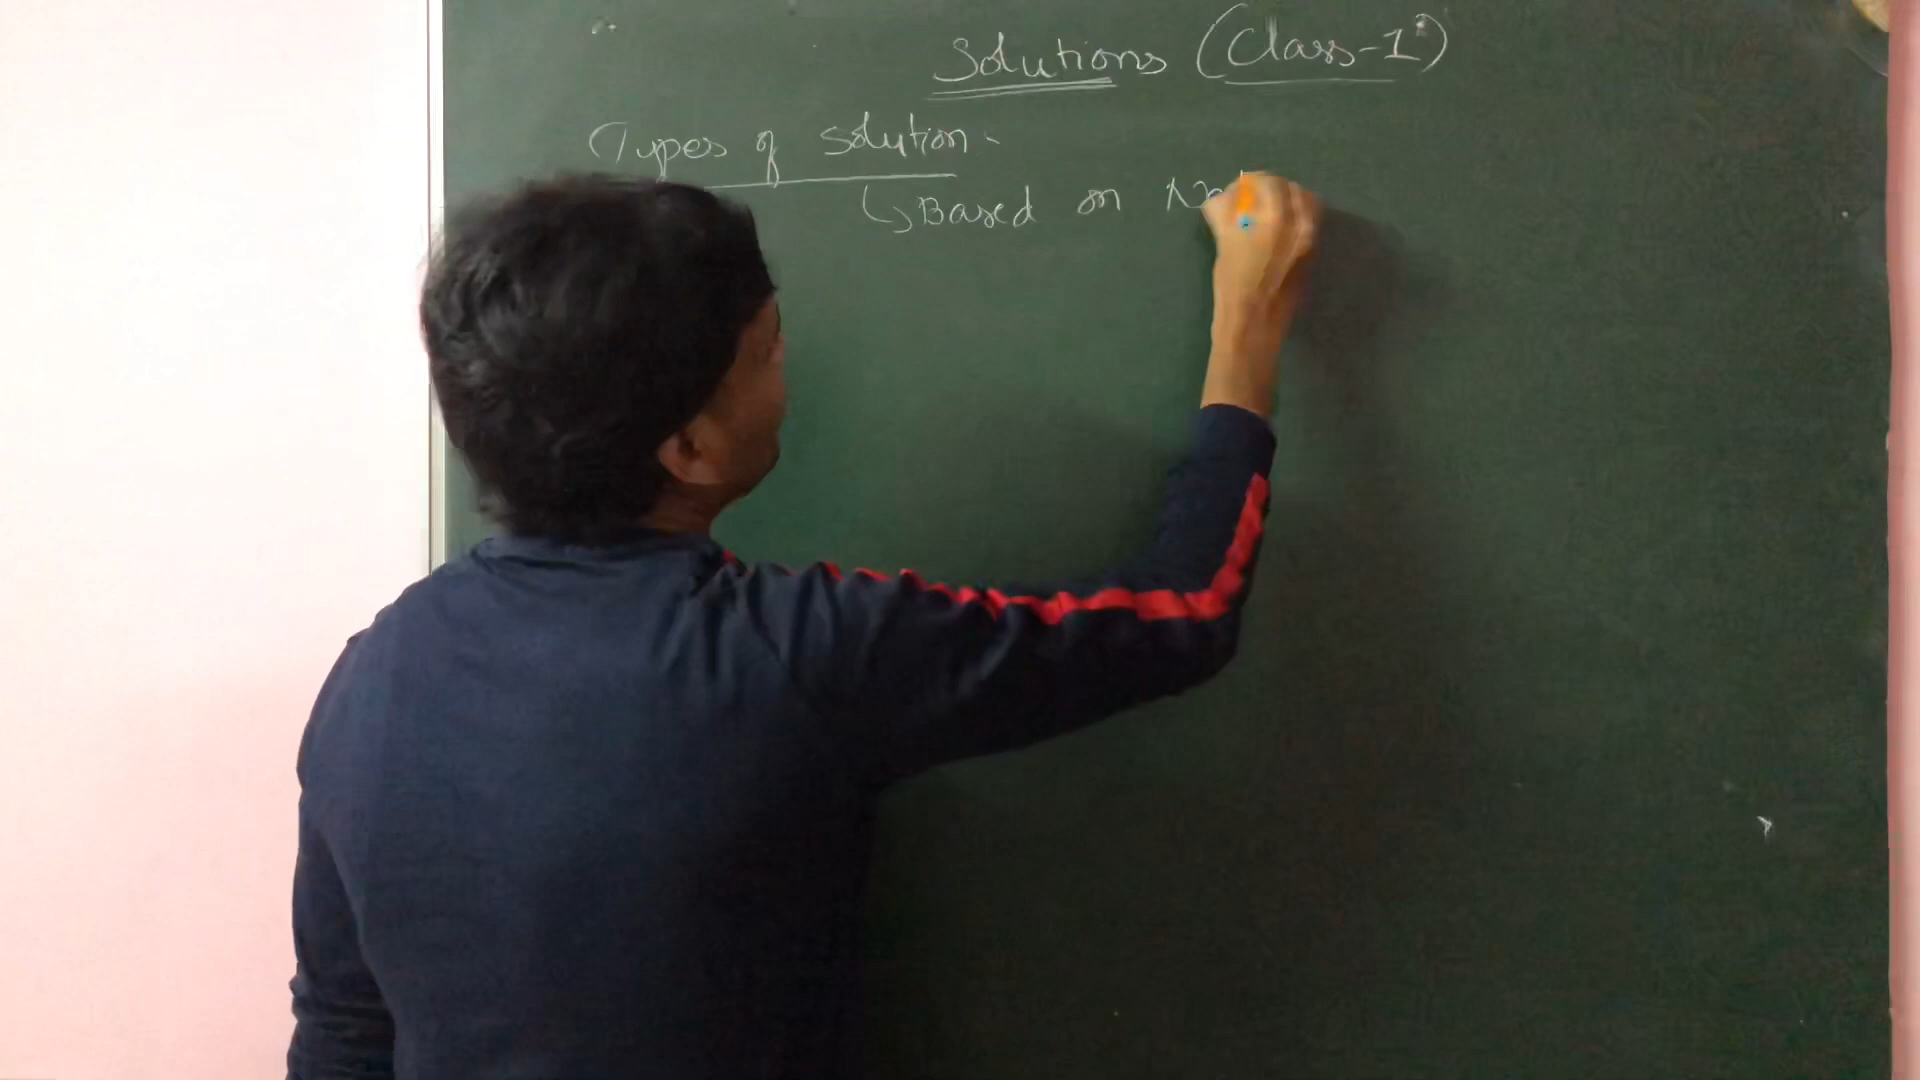 Solutions (Class-1)
Types of solution.
↳ Based on